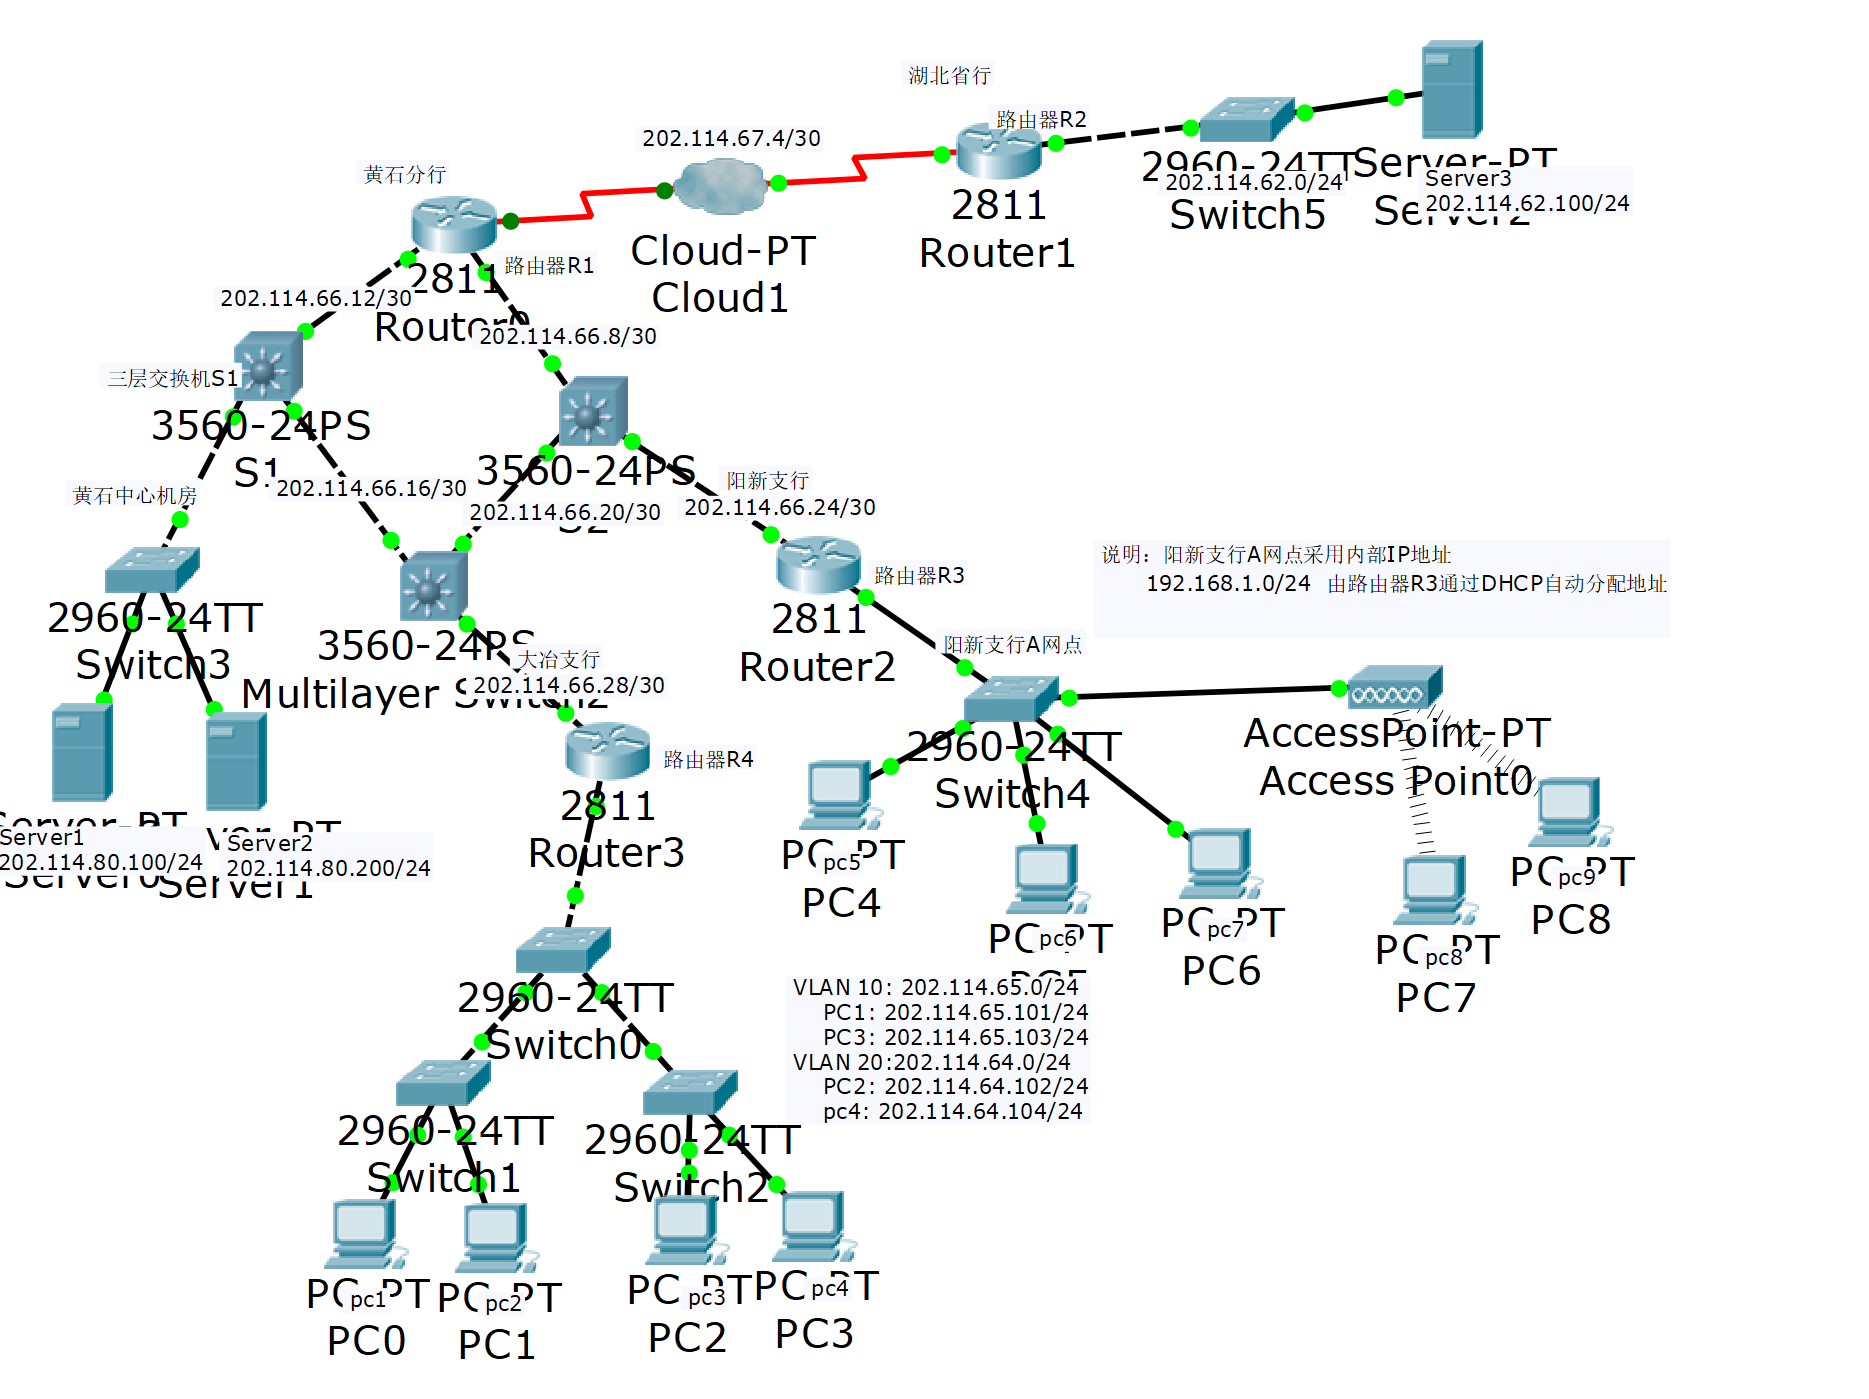 湖北省行
路由器R2
202.114.67.4/30
黄石分行
2960-24TT
202.114.62.0/24
Switch5
Server-PT
Server3
202.114.62.100/24
2811
Router1
路由器R1
Cloud-PT
Cloud1
2811
202.114.66.12/30
202.114.66.8/30
三层交换机S1
3560-24PS
S1
3560-24PS
S2
黄石中心机房
202.114.66.16/30
202.114.66.20/30
阳新支行
202.114.66.24/30
说明：阳新支行A网点采用内部IP地址
192.168.1.0/24 由路由器R3通过DHCP自动分配地址
路由器R3
2811
Router2
阳新支行A网点
2960-24TT
Switch3
3560-24PS
Multilayer Switch2
大冶支行
202.114.66.28/30
路由器R4
2811
Router3
2960-24TT
Switch4
AccessPoint-PT
Access Point0
Server1
202.114.80.100/24
Server2
202.114.80.200/24
Server1
PC-PT
pc5
PC4
PC-PT
pc6
PC-PT
pc7
PC6
PC-PT
pc8
PC7
PC-PT
pc9
PC8
2960-24TT
Switch0
VLAN 10: 202.114.65.0/24
PC1: 202.114.65.101/24
PC3: 202.114.65.103/24
VLAN 20:202.114.64.0/24
PC2: 202.114.64.102/24
pc4: 202.114.64.104/24
2960-24TT
Switch1
2960-24TT
Switch2
PC-PT
pc1
PC0
PC-PT
pc2
PC1
PC-PT
pc3
PC2
PC-PT
pc4
PC3